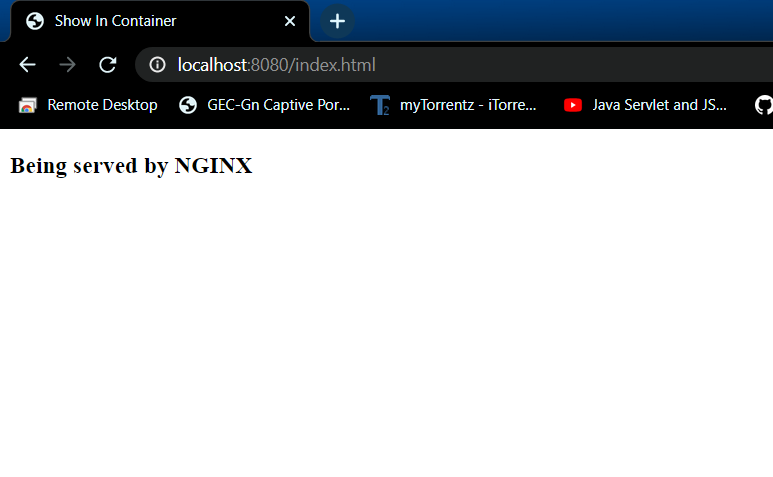 Show In Container
localhost:8080/index.html
Remote Desktop GEC-Gn Captive Por... T2 myTorrentz - iTorre... Java Servlet and JS...
Being served by NGINX